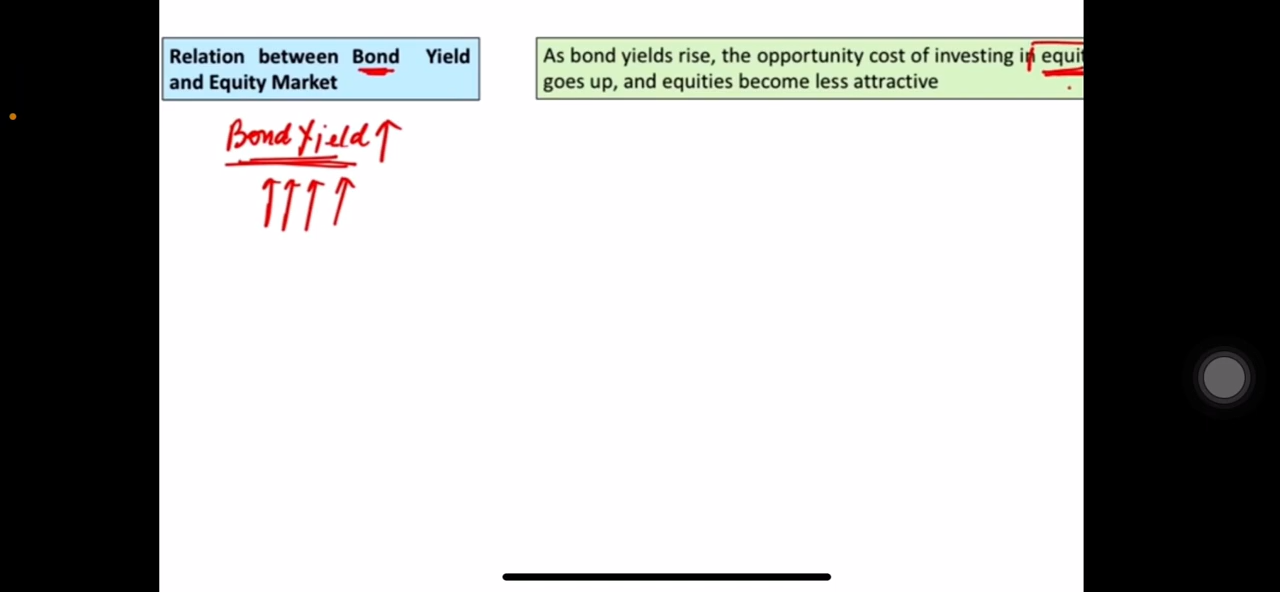 Relation between Bond Yield
and Equity Market
As bond yields rise, the opportunity cost of investing in equit
goes up, and equities become less attractive
Bond Yield ↑
↑↑↑↑